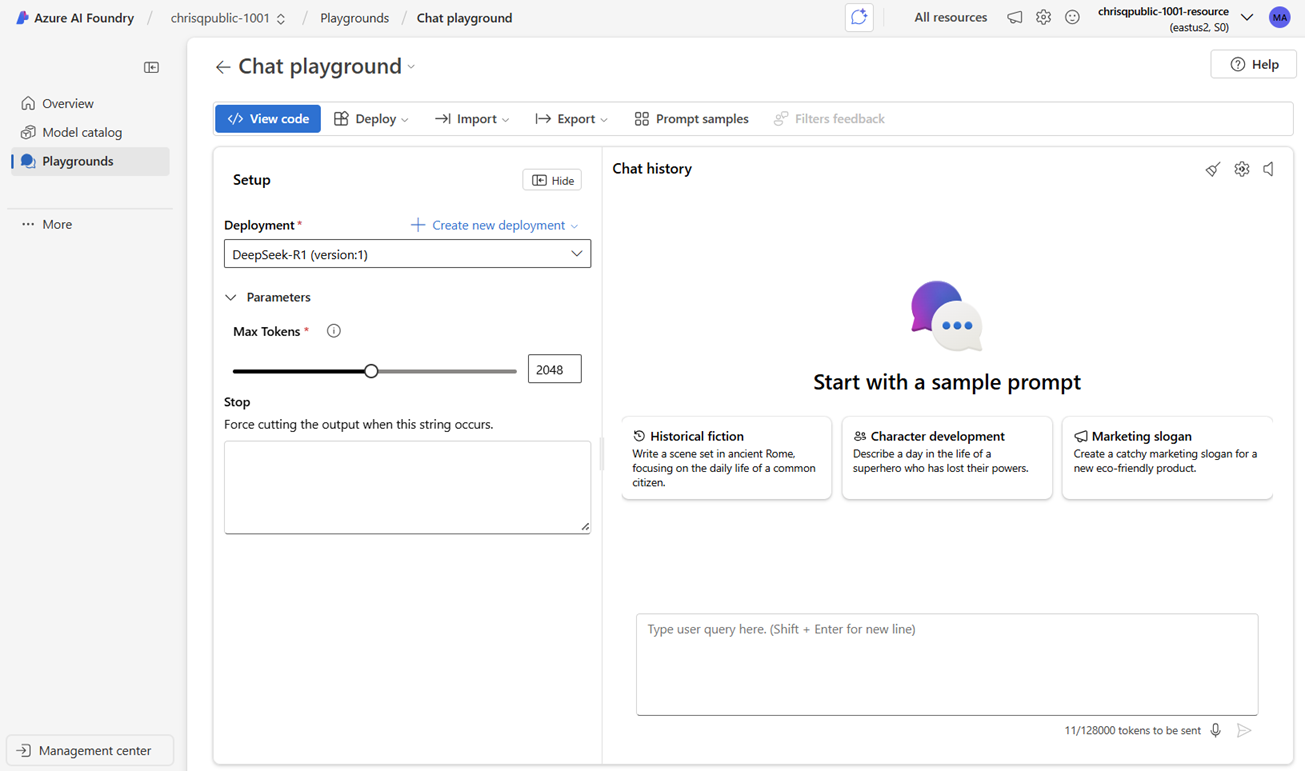 Azure AI Foundry / chrisqpublic-1001 / Playgrounds / Chat playground
All resources
chrisqpublic-1001-resource
(eastus2, S0)
MA
Overview
Model catalog
Playgrounds
More
Management center
Chat playground
Help
View code
Deploy
Import
Export
Prompt samples
Filters feedback
Setup
Hide
Deployment *
Create new deployment
DeepSeek-R1 (version:1)
Parameters
Max Tokens *
2048
Stop
Force cutting the output when this string occurs.
Chat history
Start with a sample prompt
Historical fiction
Write a scene set in ancient Rome,
focusing on the daily life of a common
citizen.
Character development
Describe a day in the life of a
superhero who has lost their powers.
Marketing slogan
Create a catchy marketing slogan for a
new eco-friendly product.
Type user query here. (Shift + Enter for new line)
11/128000 tokens to be sent